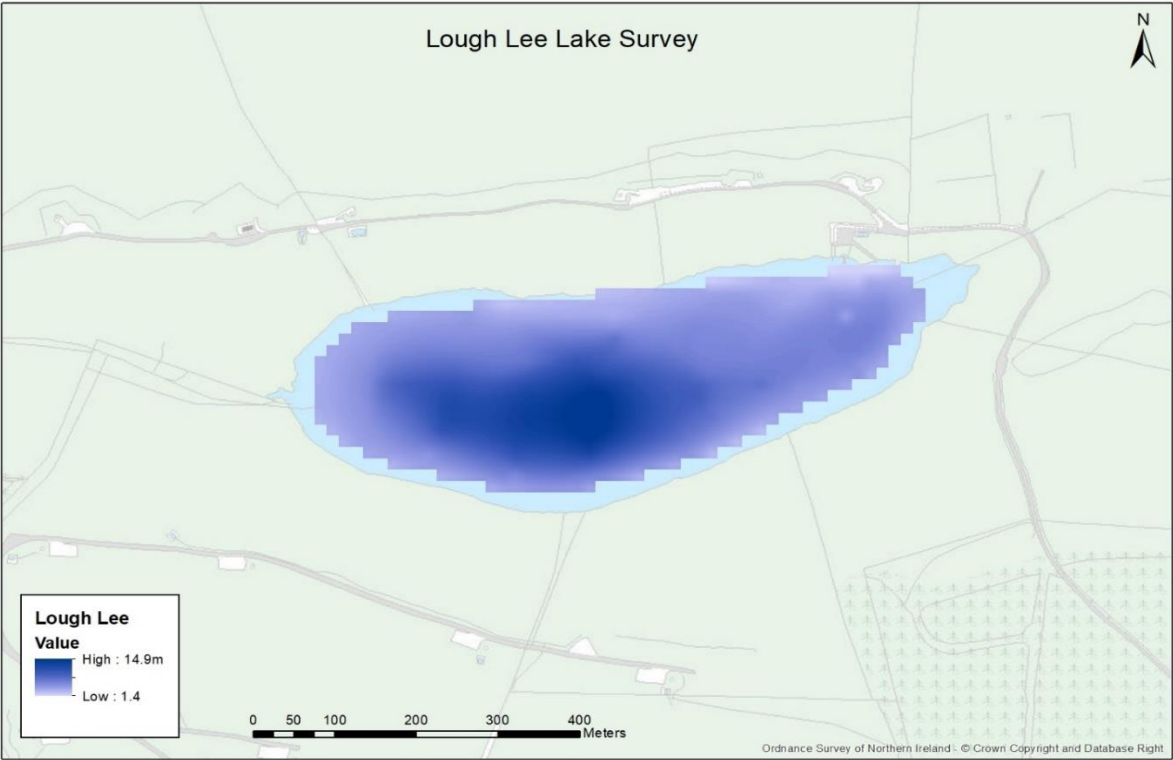 Lough Lee Lake Survey
N
Lough Lee
Value
High : 14.9m
Low : 1.4
0 50 100 200 300 400
Meters
Ordnance Survey of Northern Ireland - © Crown Copyright and Database Right